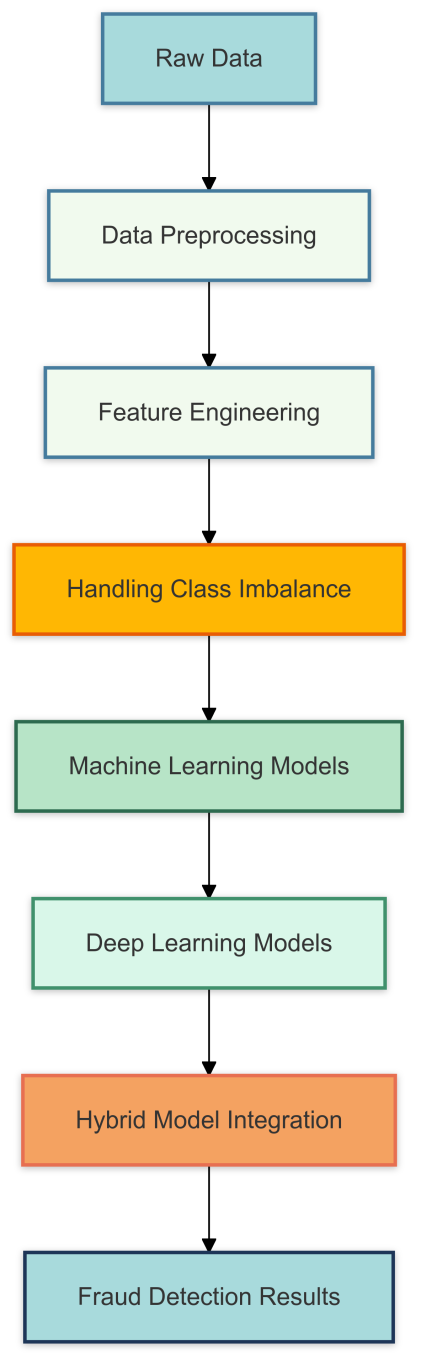 Raw Data
Data Preprocessing
Feature Engineering
Handling Class Imbalance
Machine Learning Models
Deep Learning Models
Hybrid Model Integration
Fraud Detection Results